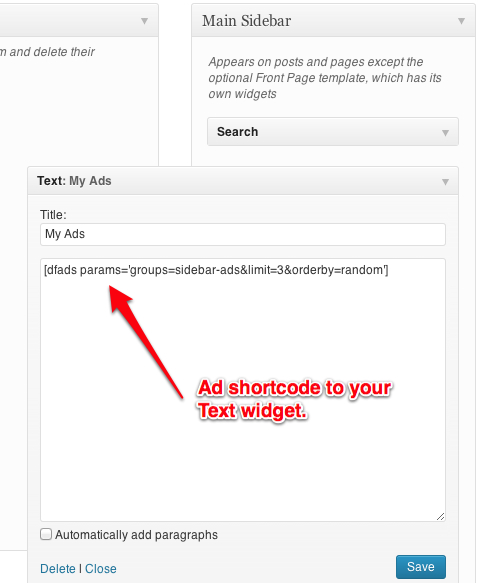 Main Sidebar
m and delete their
Appears on posts and pages except the
optional Front Page template, which has its
own widgets
Search
Text: My Ads
Title:
My Ads
[dfads params='groups=sidebar-ads&limit=3&orderby=random']
Ad shortcode to your
Text widget.
Automatically add paragraphs
Delete | Close
Save